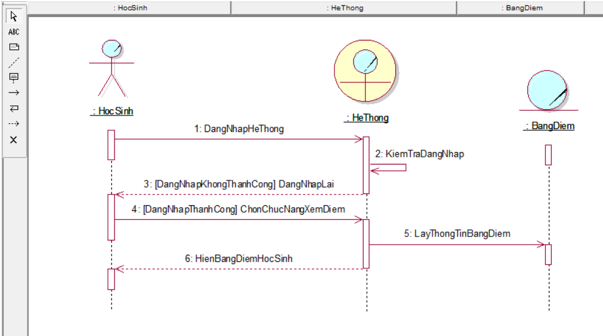 : HocSinh
: HeThong
: BangDiem
ABC
: HocSinh
: HeThong
: BangDiem
1: DangNhapHeThong
2: KiemTraDangNhap
3: [DangNhapKhongThanhCong] DangNhapLai
4: [DangNhapThanhCong] ChonChucNangXemDiem
5: LayThongTinBangDiem
6: HienBangDiemHocSinh